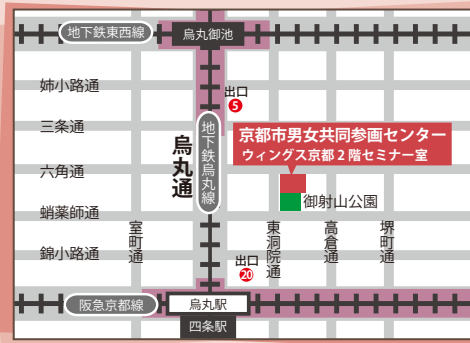 地下鉄東西線
烏丸御池
姉小路通
出口
5
三条通
地下鉄烏丸線
烏丸通
京都市男女共同参画センター
ウィングス京都2階セミナー室
六角通
御射山公園
蛸薬師通
室町通
東洞院通
高倉通
堺町通
錦小路通
出口
20
阪急京都線
烏丸駅
四条駅